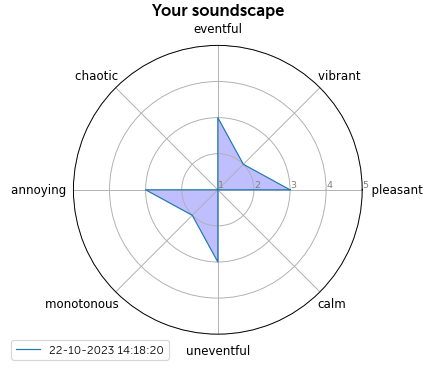 Your soundscape
eventful
chaotic
vibrant
annoying
1 2 3 4 5
pleasant
monotonous
calm
uneventful
22-10-2023 14:18:20